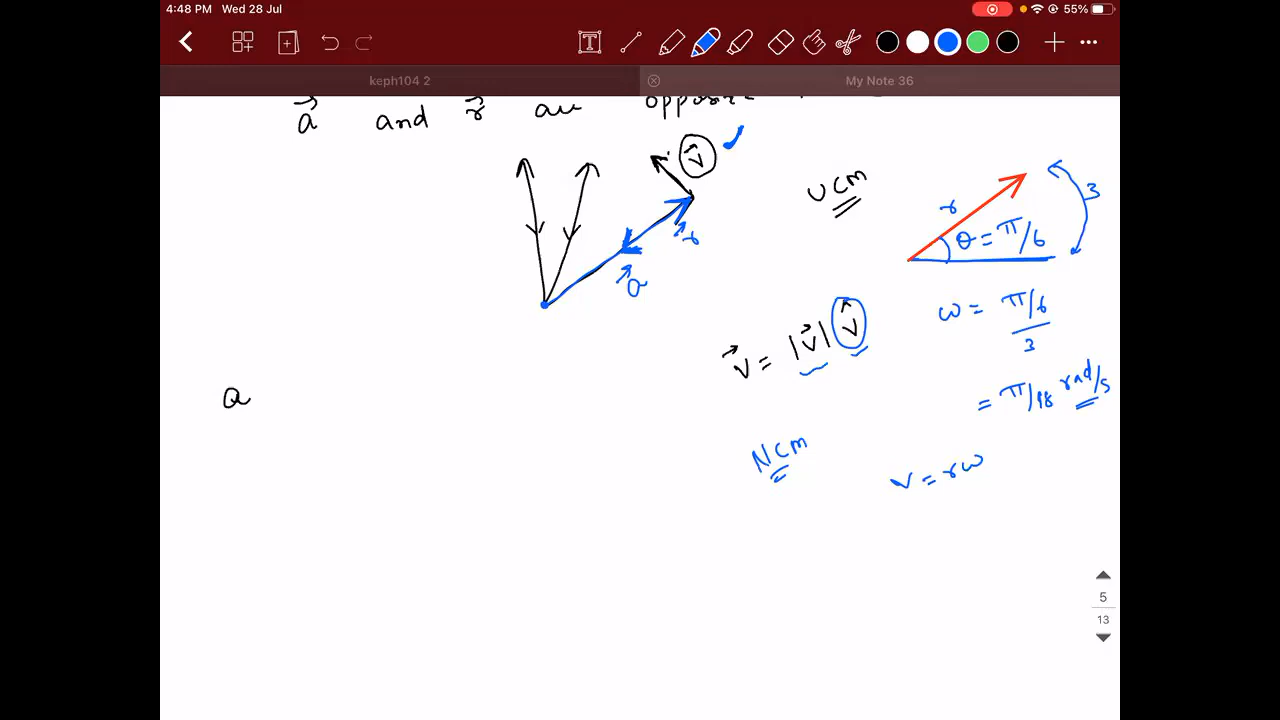 4:48 PM Wed 28 Jul
55%
keph104 2
My Note 36
a⃗ and r⃗ are
v⃗
r⃗
a⃗
UCM
r
θ = π/6
3
ω = π/6
3
= π/18 rad/s
v⃗ = |v⃗| v̂
a
NCM
v = rω
5
13